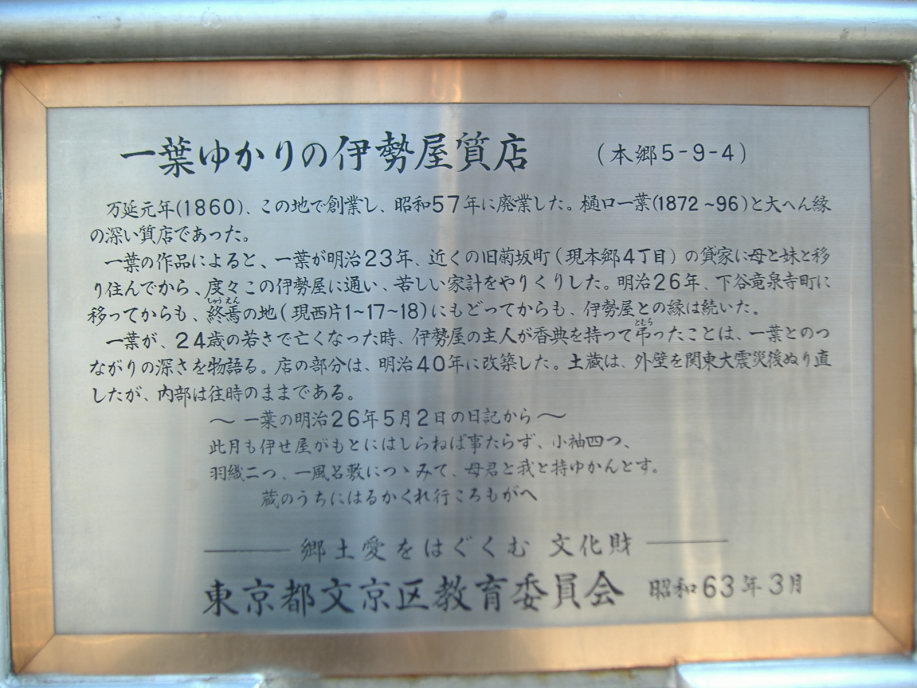 一葉ゆかりの伊勢屋質店 (本郷5-9-4)
万延元年(1860)、この地で創業し、昭和57年に廃業した。樋口一葉(1872~96)と大へん縁
の深い質店であった。
一葉の作品によると、一葉が明治23年、近くの旧菊坂町(現本郷4丁目)の貸家に母と妹と移
り住んでから、度々この伊勢屋に通い、苦しい家計をやりくりした。明治26年、下谷竜泉寺町に
しゅうえん
移ってからも、終焉の地(現西片1~17~18)にもどってからも、伊勢屋との縁は続いた。
とむら
一葉が、24歳の若さで亡くなった時、伊勢屋の主人が香典を持って弔ったことは、一葉とのつ
ながりの深さを物語る。店の部分は、明治40年に改築した。土蔵は、外壁を関東大震災後ぬり直
したが、内部は往時のままである。
~一葉の明治26年5月2日の日記から~
此月も伊せ屋がもとにはしらねば事たらず、小袖四つ、
羽織二つ、一風呂敷につゝみて、母君と我と持ゆかんとす。
蔵のうちにはるかくれ行ころもがへ
郷土愛をはぐくむ 文化財
東京都文京区教育委員会 昭和63年3月